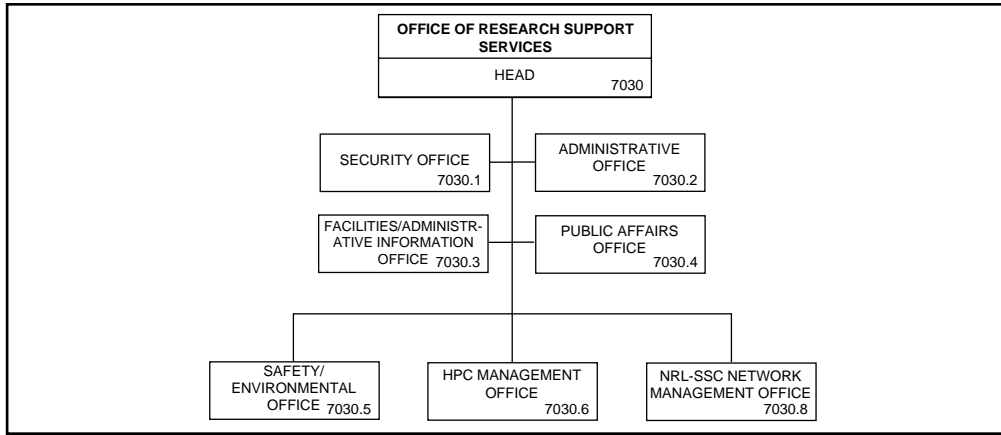 OFFICE OF RESEARCH SUPPORT
SERVICES
HEAD
7030
SECURITY OFFICE
7030.1
ADMINISTRATIVE
OFFICE
7030.2
FACILITIES/ADMINISTR-
ATIVE INFORMATION
OFFICE 7030.3
PUBLIC AFFAIRS
OFFICE
7030.4
SAFETY/
ENVIRONMENTAL
OFFICE 7030.5
HPC MANAGEMENT
OFFICE
7030.6
NRL-SSC NETWORK
MANAGEMENT OFFICE
7030.8